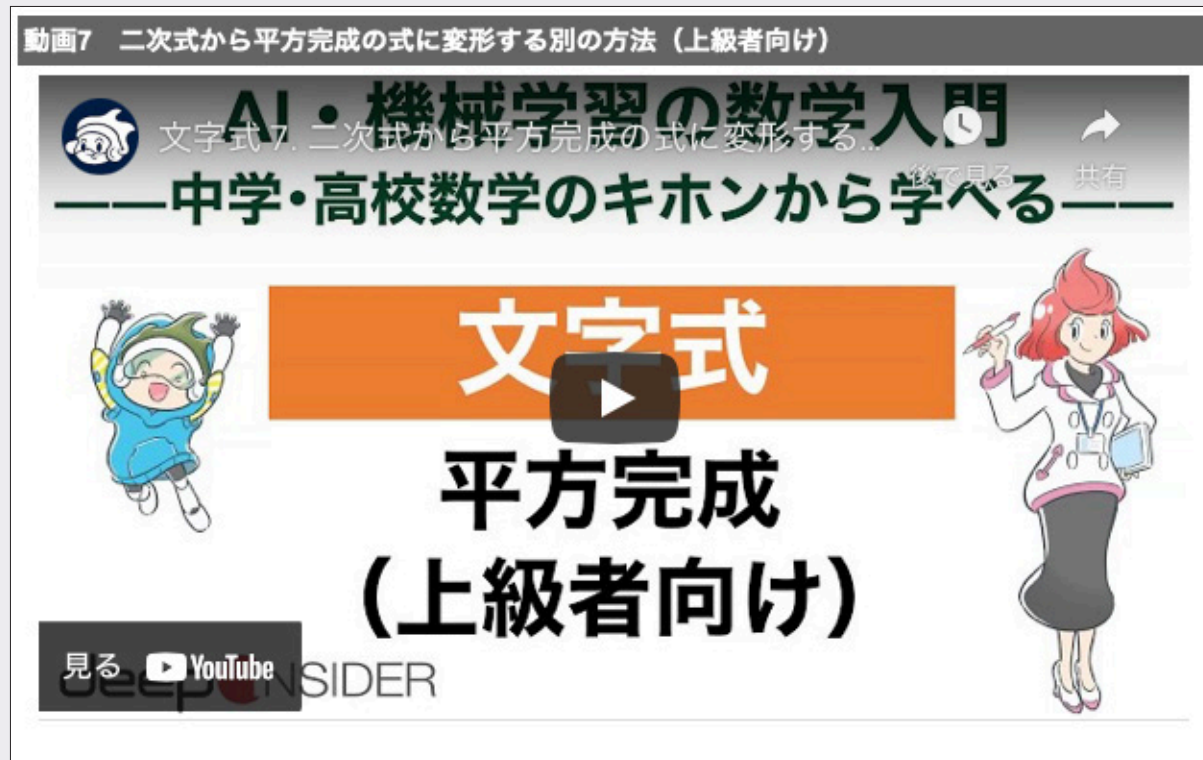 動画7　二次式から平方完成の式に変形する別の方法（上級者向け）
AI・機械学習の数学入門
文字式 7. 二次式から平方完成の式に変形する...
後で見る
共有
――中学・高校数学のキホンから学べる――
文字式
平方完成
（上級者向け）
見る YouTube
deep INSIDER